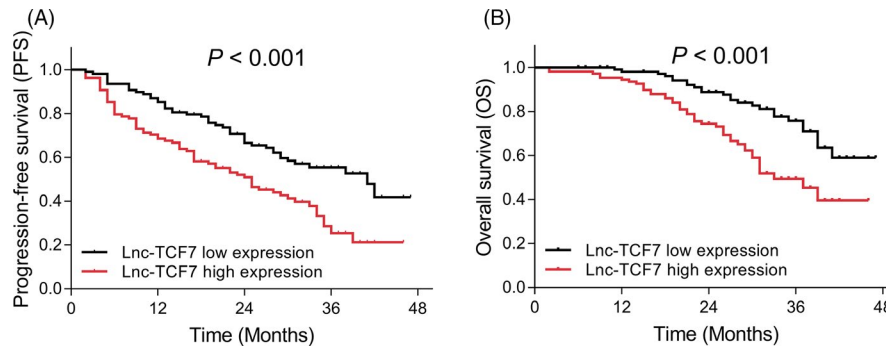 (A)
P < 0.001
Progression-free survival (PFS)
1.0
0.8
0.6
0.4
0.2
0.0
Lnc-TCF7 low expression
Lnc-TCF7 high expression
0 12 24 36 48
Time (Months)
(B)
P < 0.001
Overall survival (OS)
1.0
0.8
0.6
0.4
0.2
0.0
Lnc-TCF7 low expression
Lnc-TCF7 high expression
0 12 24 36 48
Time (Months)